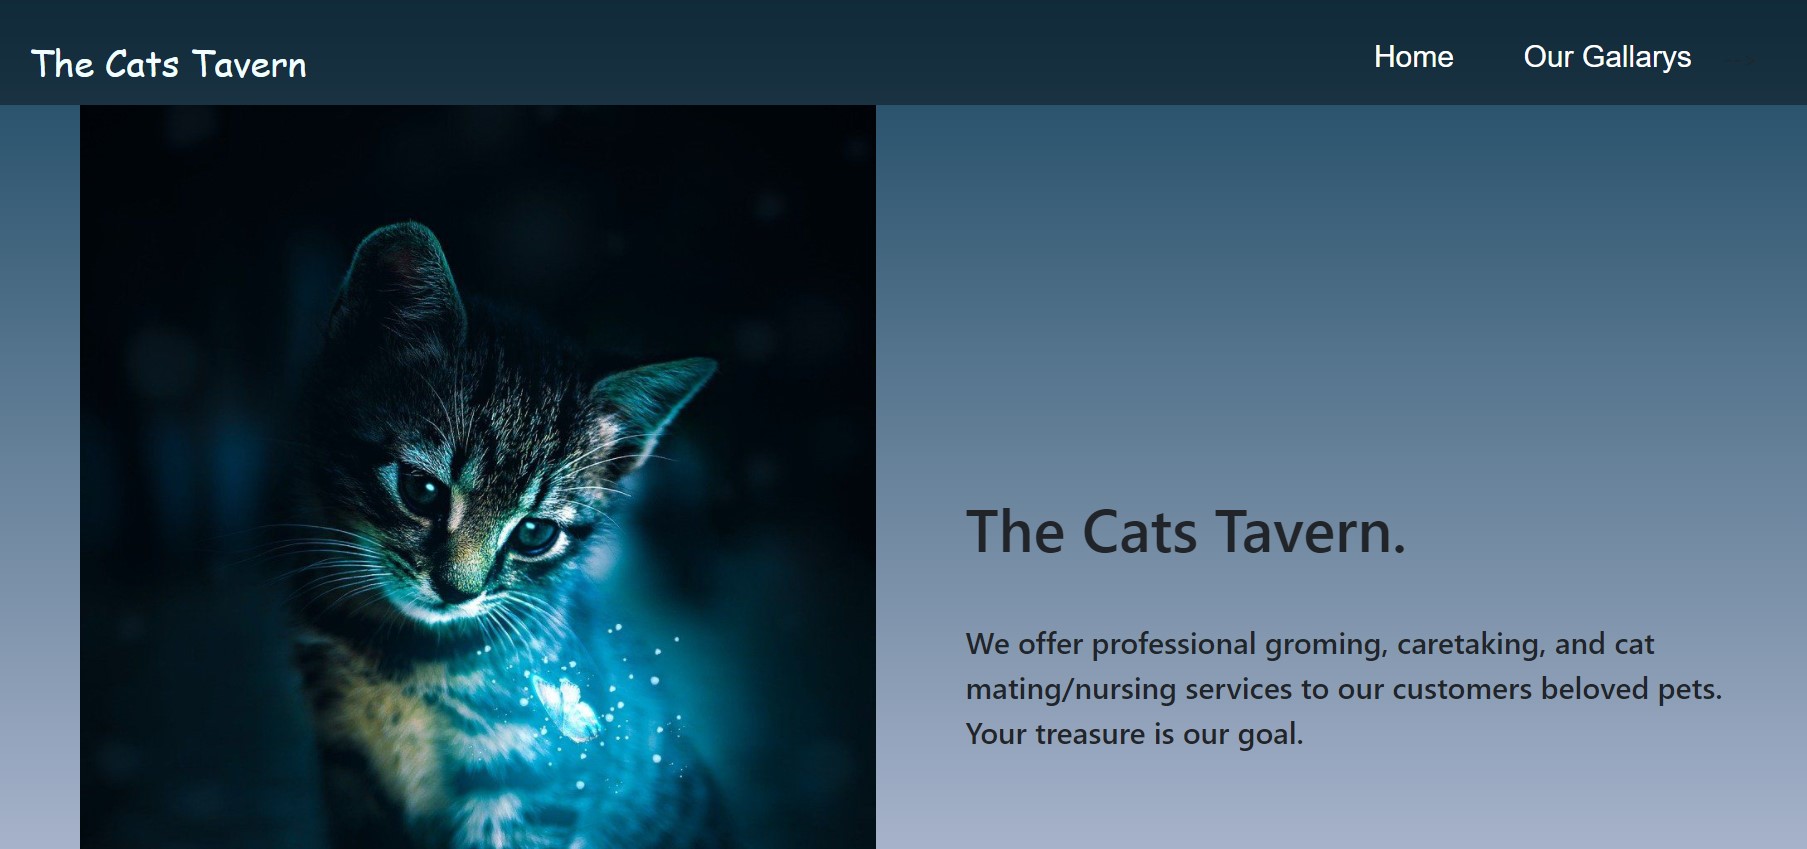 The Cats Tavern
Home
Our Gallarys
The Cats Tavern.
We offer professional groming, caretaking, and cat
mating/nursing services to our customers beloved pets.
Your treasure is our goal.